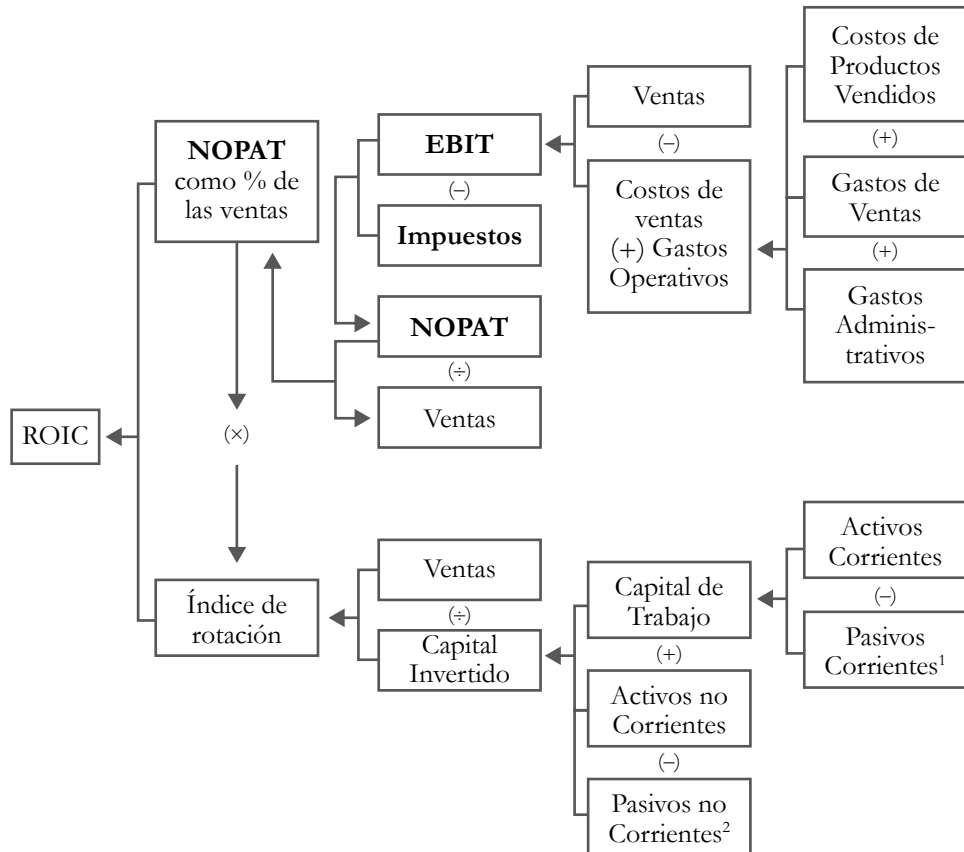 Costos de
Productos
Vendidos
(+)
Gastos de
Ventas
(+)
Gastos
Adminis-
trativos
Ventas
(–)
Costos de
ventas
(+) Gastos
Operativos
EBIT
(–)
Impuestos
NOPAT
(÷)
Ventas
NOPAT
como % de
las ventas
(×)
ROIC
Índice de
rotación
Ventas
(÷)
Capital
Invertido
Capital de
Trabajo
(+)
Activos no
Corrientes
(–)
Pasivos no
Corrientes²
Activos
Corrientes
(–)
Pasivos
Corrientes¹